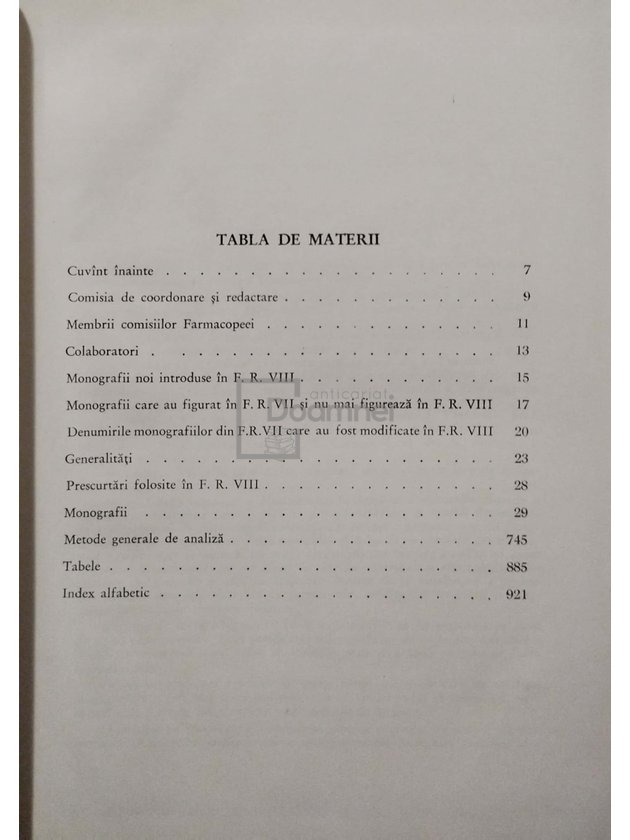 TABLA DE MATERII
Cuvînt înainte . . . . . . . . . . . . . . . . . . 7
Comisia de coordonare și redactare . . . . . . . . . . . 9
Membrii comisiilor Farmacopeei . . . . . . . . . . . . 11
Colaboratori . . . . . . . . . . . . . . . . . . 13
Monografii noi introduse în F. R. VIII . . . . . . . . . . 15
anticariat
Monografii care au figurat în F. R. VII și nu mai figurează în F. R. VIII 17
Doamnei
Denumirile monografiilor din F.R.VII care au fost modificate în F.R. VIII 20
Generalități . . . . . . . . . . . . . . . . . . . 23
Prescurtări folosite în F. R. VIII . . . . . . . . . . . . 28
Monografii . . . . . . . . . . . . . . . . . . . 29
Metode generale de analiză . . . . . . . . . . . . . . 745
Tabele . . . . . . . . . . . . . . . . . . . . . 885
Index alfabetic . . . . . . . . . . . . . . . . . . 921